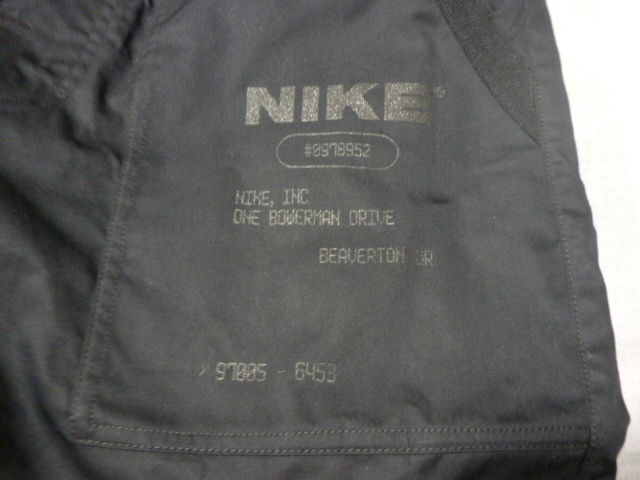 NIKE®
#0978952
NIKE, INC
ONE BOWERMAN DRIVE
BEAVERTON OR
> 97005 - 6453